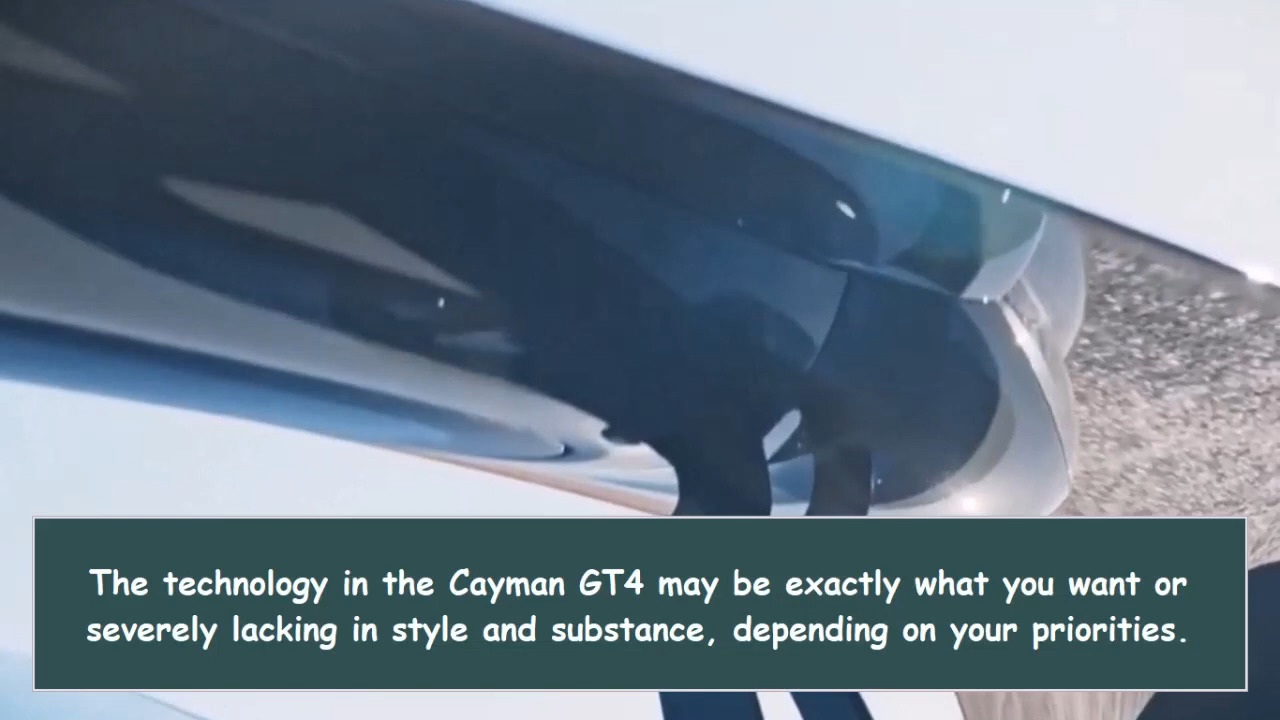 The technology in the Cayman GT4 may be exactly what you want or
severely lacking in style and substance, depending on your priorities.